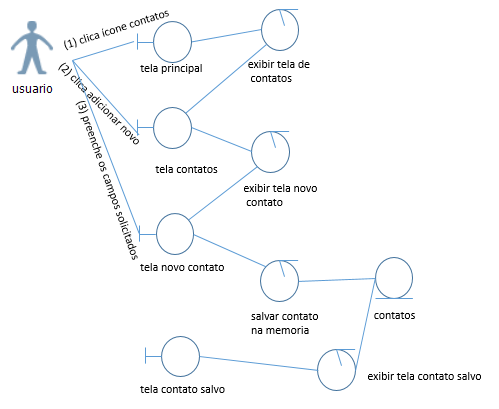 (1) clica icone contatos
tela principal
exibir tela de
contatos
usuario
(2) clica adicionar novo
(3) preenche os campos solicitados
tela contatos
exibir tela novo
contato
tela novo contato
salvar contato
na memoria
contatos
tela contato salvo
exibir tela contato salvo